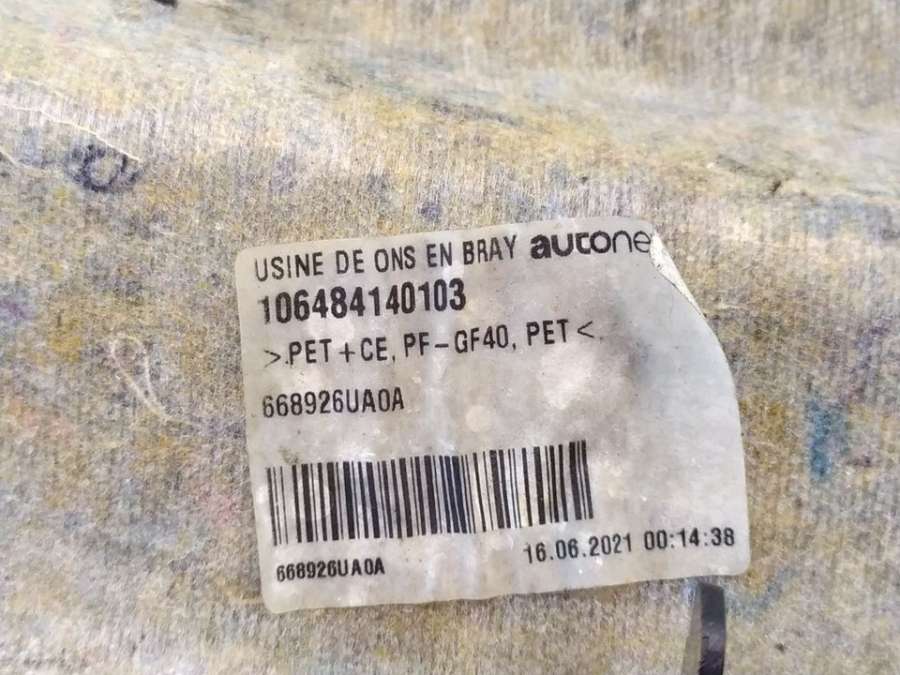 USINE DE ONS EN BRAY autone
106484140103
>.PET+CE, PF-GF40, PET<
668926UA0A
668926UA0A
16.06.2021 00:14:38